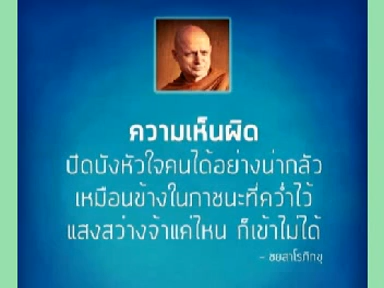 ความเห็นผิด
ปิดบังหัวใจคนได้อย่างน่ากลัว
เหมือนข้างในภาชนะที่คว่ำไว้
แสงสว่างจ้าแค่ไหน ก็เข้าไม่ได้
- ชยสาโรภิกขุ